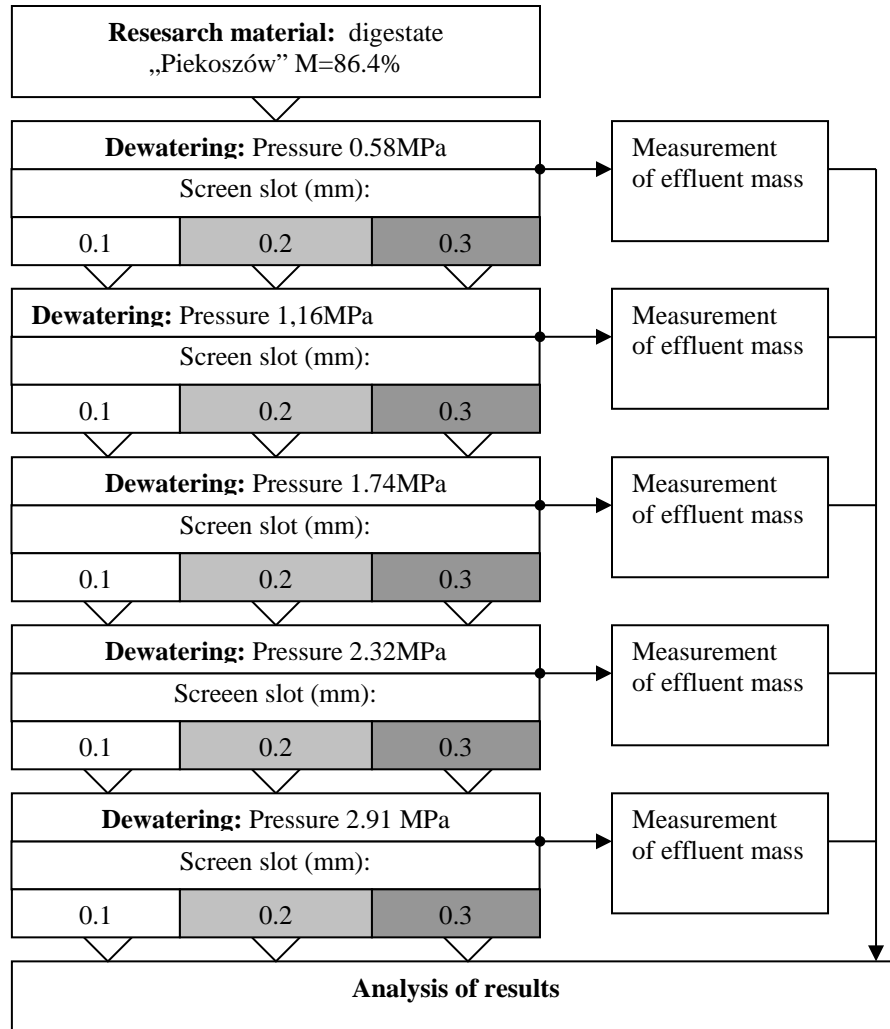 Resesarch material: digestate
„Piekoszów” M=86.4%
Dewatering: Pressure 0.58MPa
Screen slot (mm):
0.1 0.2 0.3
Measurement
of effluent mass
Dewatering: Pressure 1,16MPa
Screen slot (mm):
0.1 0.2 0.3
Measurement
of effluent mass
Dewatering: Pressure 1.74MPa
Screen slot (mm):
0.1 0.2 0.3
Measurement
of effluent mass
Dewatering: Pressure 2.32MPa
Screeen slot (mm):
0.1 0.2 0.3
Measurement
of effluent mass
Dewatering: Pressure 2.91 MPa
Screen slot (mm):
0.1 0.2 0.3
Measurement
of effluent mass
Analysis of results